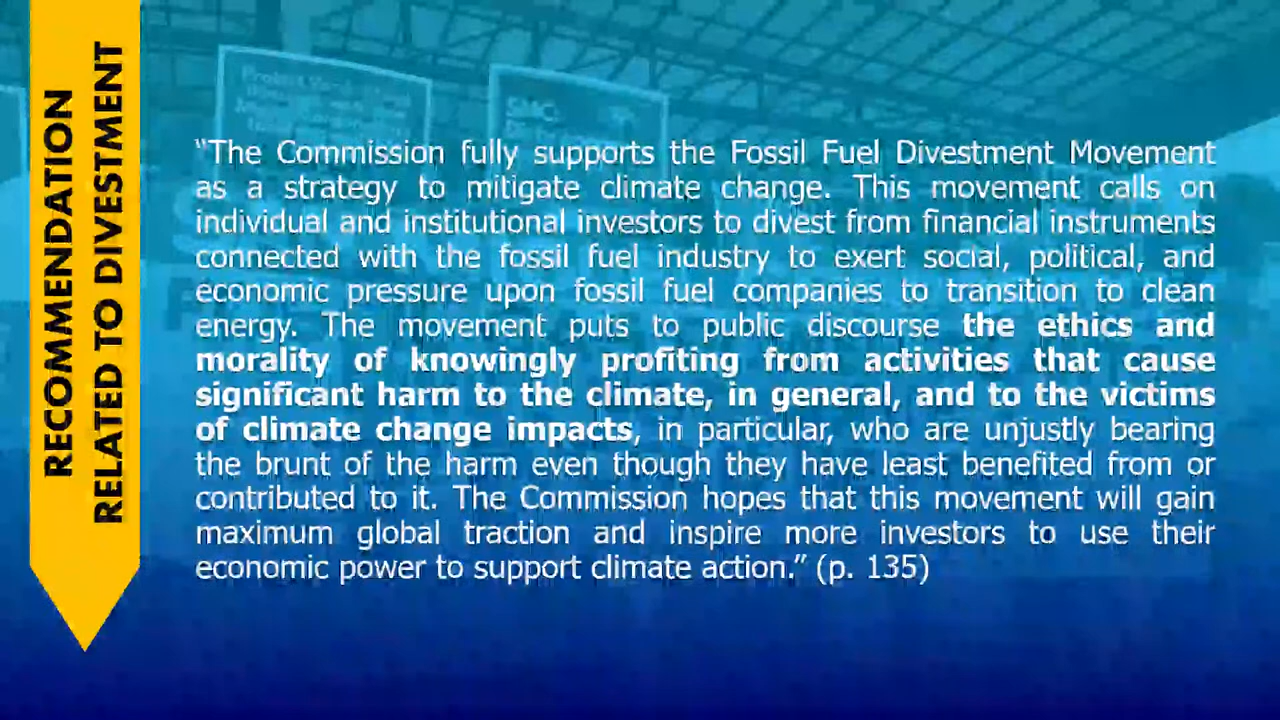 RECOMMENDATION
RELATED TO DIVESTMENT
SMC
“The Commission fully supports the Fossil Fuel Divestment Movement
as a strategy to mitigate climate change. This movement calls on
individual and institutional investors to divest from financial instruments
connected with the fossil fuel industry to exert social, political, and
economic pressure upon fossil fuel companies to transition to clean
energy. The movement puts to public discourse the ethics and
morality of knowingly profiting from activities that cause
significant harm to the climate, in general, and to the victims
of climate change impacts, in particular, who are unjustly bearing
the brunt of the harm even though they have least benefited from or
contributed to it. The Commission hopes that this movement will gain
maximum global traction and inspire more investors to use their
economic power to support climate action.” (p. 135)